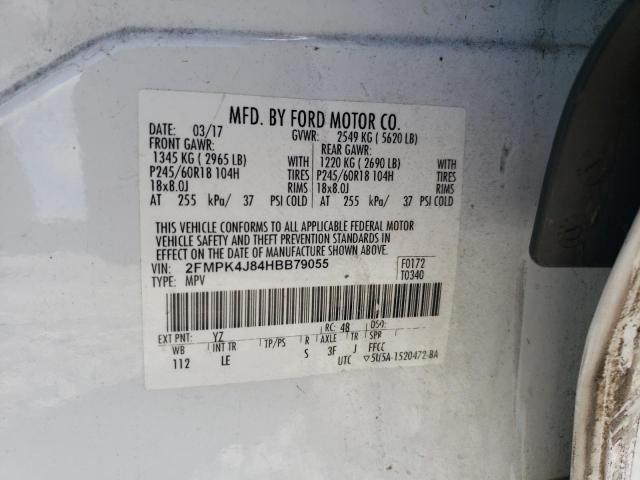 MFD. BY FORD MOTOR CO.
DATE: 03/17 GVWR: 2549 KG ( 5620 LB)
FRONT GAWR: REAR GAWR:
1345 KG ( 2965 LB) WITH 1220 KG ( 2690 LB) WITH
P245/60R18 104H TIRES P245/60R18 104H TIRES
18x8.0J RIMS 18x8.0J RIMS
AT 255 kPa/ 37 PSI COLD AT 255 kPa/ 37 PSI COLD
THIS VEHICLE CONFORMS TO ALL APPLICABLE FEDERAL MOTOR
VEHICLE SAFETY AND THEFT PREVENTION STANDARDS IN
EFFECT ON THE DATE OF MANUFACTURE SHOWN ABOVE.
VIN: 2FMPK4J84HBB79055 F0172
TYPE: MPV T0340
EXT PNT: YZ RC: 48 DSO:
WB INT TR TP/PS R AXLE TR SPR
112 LE S 3F J FFCC
UTC 5U5A-1520472-BA